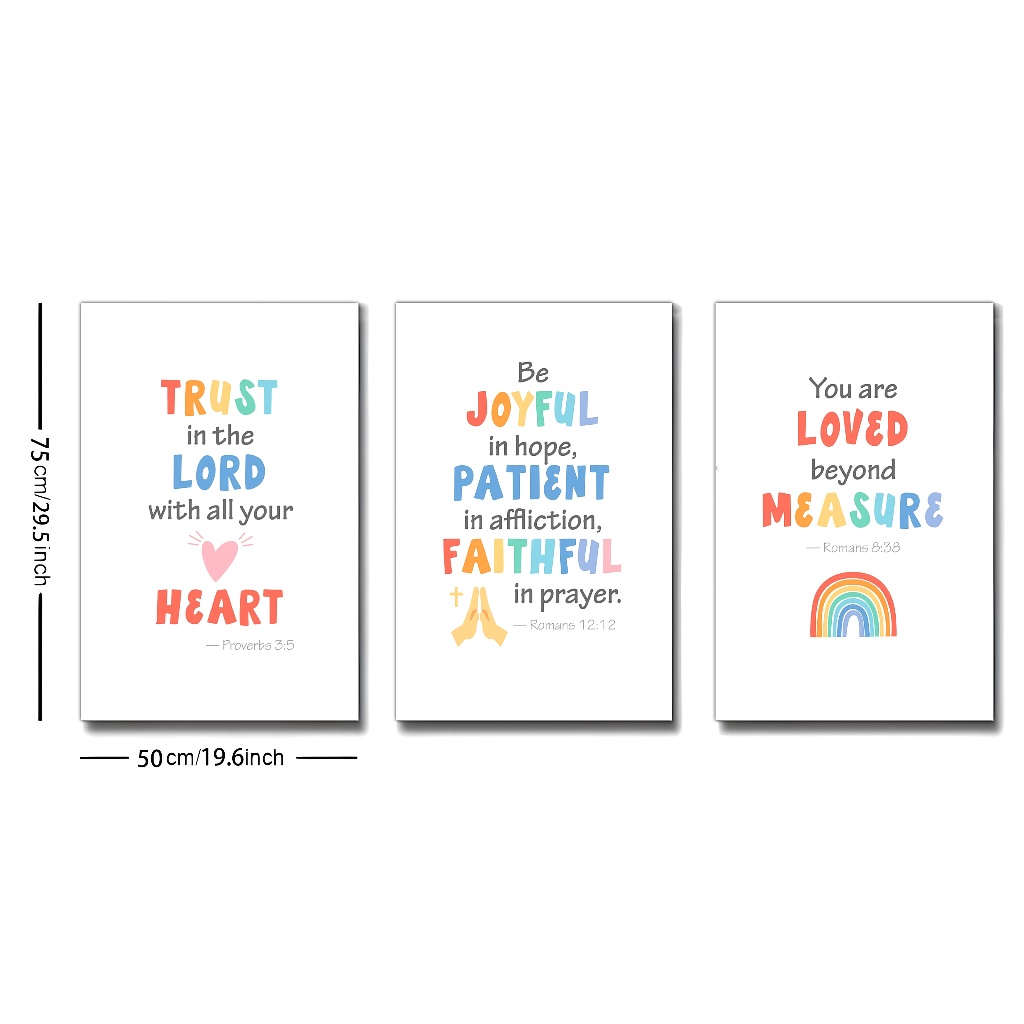 TRUST
in the
LORD
with all your
HEART
— Proverbs 3:5
Be
JOYFUL
in hope,
PATIENT
in affliction,
FAITHFUL
in prayer.
— Romans 12:12
You are
LOVED
beyond
MEASURE
— Romans 8:38
75cm/29.5inch
50cm/19.6inch